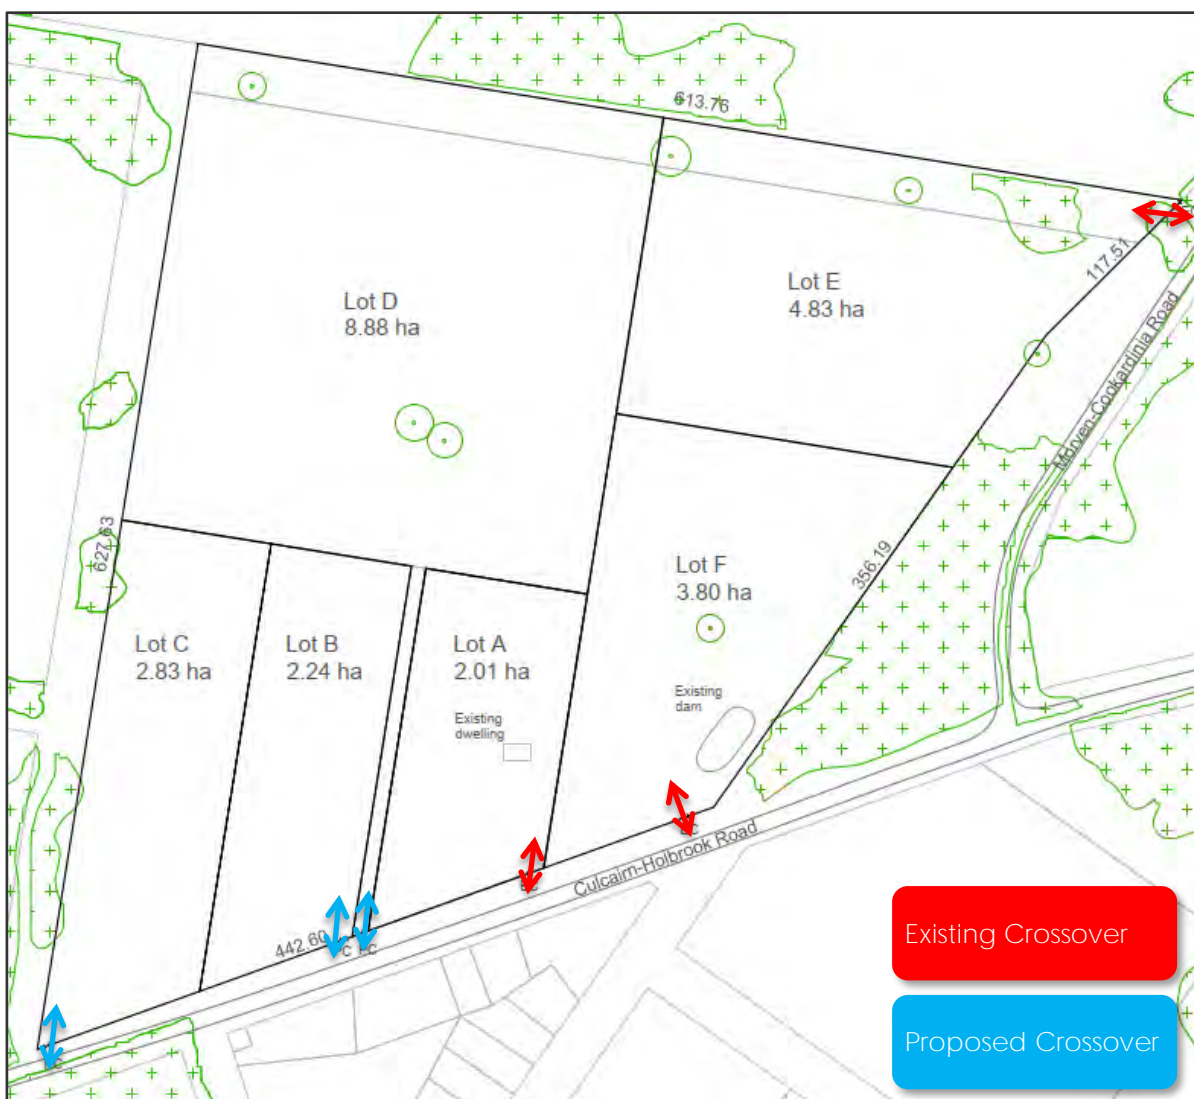 613.76
117.51
Lot E
4.83 ha
Lot D
8.88 ha
Morven-Cookardinia Road
627.63
356.19
Lot F
3.80 ha
Lot C
2.83 ha
Lot B
2.24 ha
Lot A
2.01 ha
Existing
dam
Existing
dwelling
Culcairn-Holbrook Road
442.60
Existing Crossover
Proposed Crossover